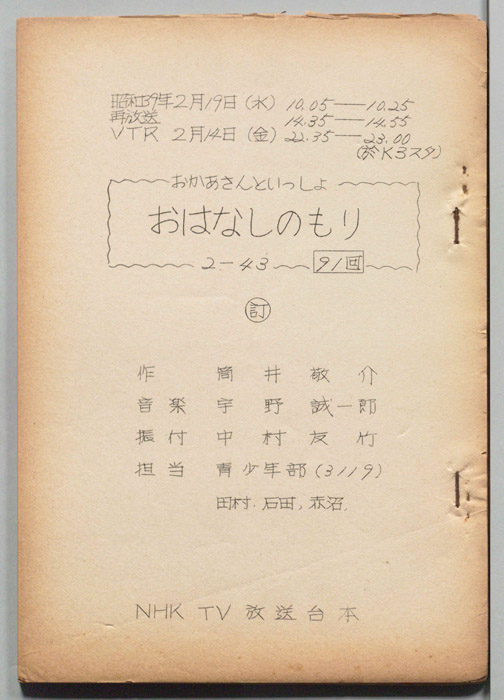 昭和39年2月19日(水) 10.05―10.25
再放送 14.35―14.55
VTR 2月14日(金) 22.35―23.00
(於K3スタ)
おかあさんといっしょ
おはなしのもり
2-43 91回
訂
作 筒井敬介
音楽 宇野誠一郎
振付 中村友竹
担当 青少年部(3119)
田村.石田,赤沼.
NHK TV 放送台本